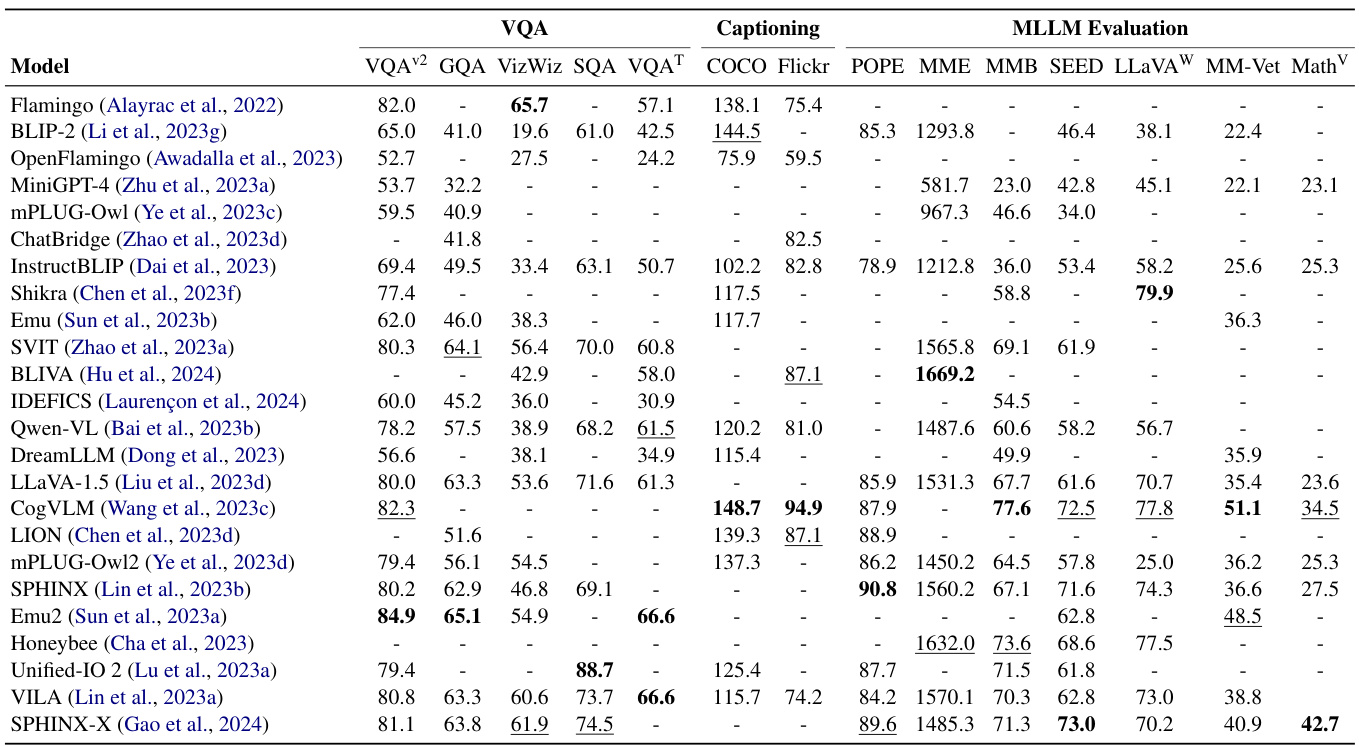 VQA Captioning MLLM Evaluation
Model VQAv2 GQA VizWiz SQA VQAT COCO Flickr POPE MME MMB SEED LLaVAW MM-Vet MathV
Flamingo (Alayrac et al., 2022) 82.0 - 65.7 - 57.1 138.1 75.4 - - - - - - -
BLIP-2 (Li et al., 2023g) 65.0 41.0 19.6 61.0 42.5 144.5 - 85.3 1293.8 - 46.4 38.1 22.4 -
OpenFlamingo (Awadalla et al., 2023) 52.7 - 27.5 - 24.2 75.9 59.5 - - - - - - -
MiniGPT-4 (Zhu et al., 2023a) 53.7 32.2 - - - - - - 581.7 23.0 42.8 45.1 22.1 23.1
mPLUG-Owl (Ye et al., 2023c) 59.5 40.9 - - - - - - 967.3 46.6 34.0 - - -
ChatBridge (Zhao et al., 2023d) - 41.8 - - - - 82.5 - - - - - - -
InstructBLIP (Dai et al., 2023) 69.4 49.5 33.4 63.1 50.7 102.2 82.8 78.9 1212.8 36.0 53.4 58.2 25.6 25.3
Shikra (Chen et al., 2023f) 77.4 - - - - 117.5 - - - 58.8 - 79.9 - -
Emu (Sun et al., 2023b) 62.0 46.0 38.3 - - 117.7 - - - - - - 36.3 -
SVIT (Zhao et al., 2023a) 80.3 64.1 56.4 70.0 60.8 - - - 1565.8 69.1 61.9 - - -
BLIVA (Hu et al., 2024) - - 42.9 - 58.0 - 87.1 - 1669.2 - - - - -
IDEFICS (Laurençon et al., 2024) 60.0 45.2 36.0 - 30.9 - - - - 54.5 - - - -
Qwen-VL (Bai et al., 2023b) 78.2 57.5 38.9 68.2 61.5 120.2 81.0 - 1487.6 60.6 58.2 56.7 - -
DreamLLM (Dong et al., 2023) 56.6 - 38.1 - 34.9 115.4 - - - 49.9 - - 35.9 -
LLaVA-1.5 (Liu et al., 2023d) 80.0 63.3 53.6 71.6 61.3 - - 85.9 1531.3 67.7 61.6 70.7 35.4 23.6
CogVLM (Wang et al., 2023c) 82.3 - - - - 148.7 94.9 87.9 - 77.6 72.5 77.8 51.1 34.5
LION (Chen et al., 2023d) - 51.6 - - - 139.3 87.1 88.9 - - - - - -
mPLUG-Owl2 (Ye et al., 2023d) 79.4 56.1 54.5 - - 137.3 - 86.2 1450.2 64.5 57.8 25.0 36.2 25.3
SPHINX (Lin et al., 2023b) 80.2 62.9 46.8 69.1 - - - 90.8 1560.2 67.1 71.6 74.3 36.6 27.5
Emu2 (Sun et al., 2023a) 84.9 65.1 54.9 - 66.6 - - - - - 62.8 - 48.5 -
Honeybee (Cha et al., 2023) - - - - - - - - 1632.0 73.6 68.6 77.5 - -
Unified-IO 2 (Lu et al., 2023a) 79.4 - - 88.7 - 125.4 - 87.7 - 71.5 61.8 - - -
VILA (Lin et al., 2023a) 80.8 63.3 60.6 73.7 66.6 115.7 74.2 84.2 1570.1 70.3 62.8 73.0 38.8
SPHINX-X (Gao et al., 2024) 81.1 63.8 61.9 74.5 - - - 89.6 1485.3 71.3 73.0 70.2 40.9 42.7